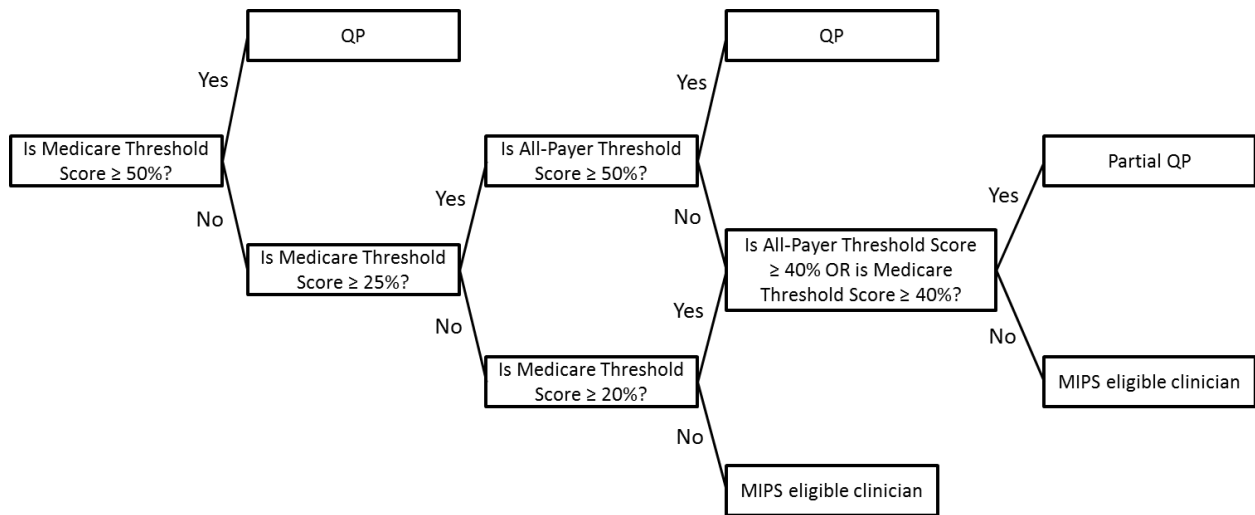 QP
Yes
Is Medicare Threshold
Score ≥ 50%?
No
Is Medicare Threshold
Score ≥ 25%?
Yes
Is All-Payer Threshold
Score ≥ 50%?
No
Is Medicare Threshold
Score ≥ 20%?
Yes
QP
No
Yes
Is All-Payer Threshold Score
≥ 40% OR is Medicare
Threshold Score ≥ 40%?
No
MIPS eligible clinician
Yes
Partial QP
No
MIPS eligible clinician